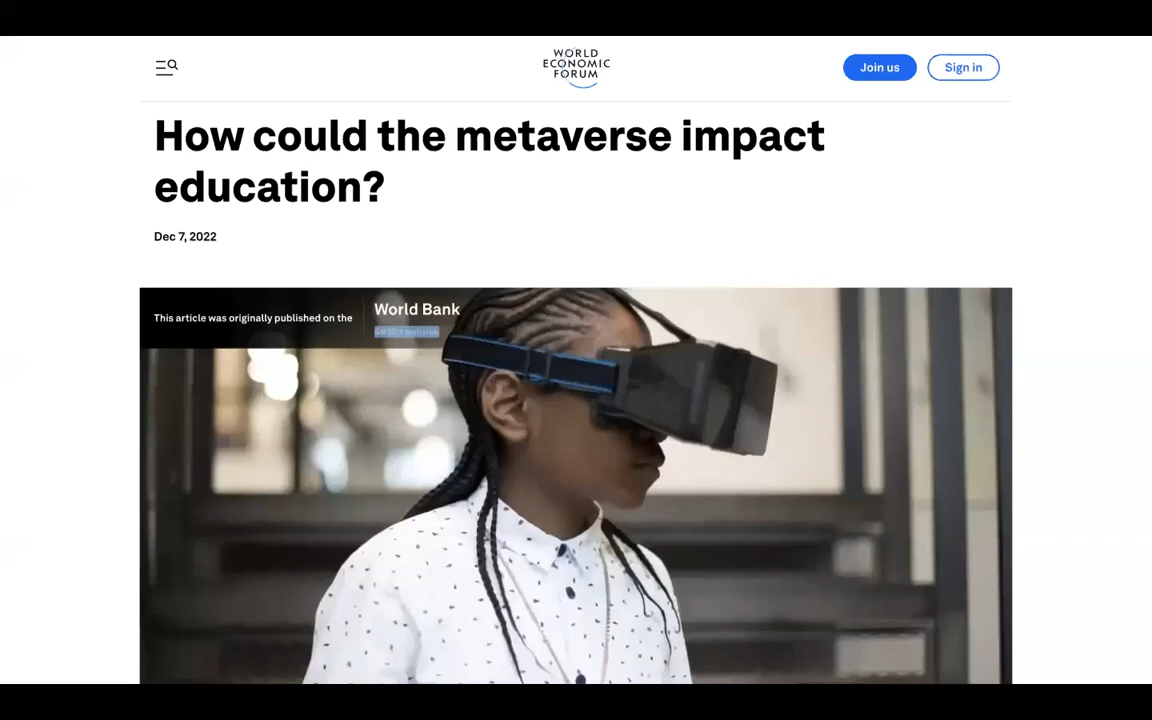 WORLD
ECONOMIC
FORUM
Join us
Sign in
How could the metaverse impact
education?
Dec 7, 2022
This article was originally published on the
World Bank